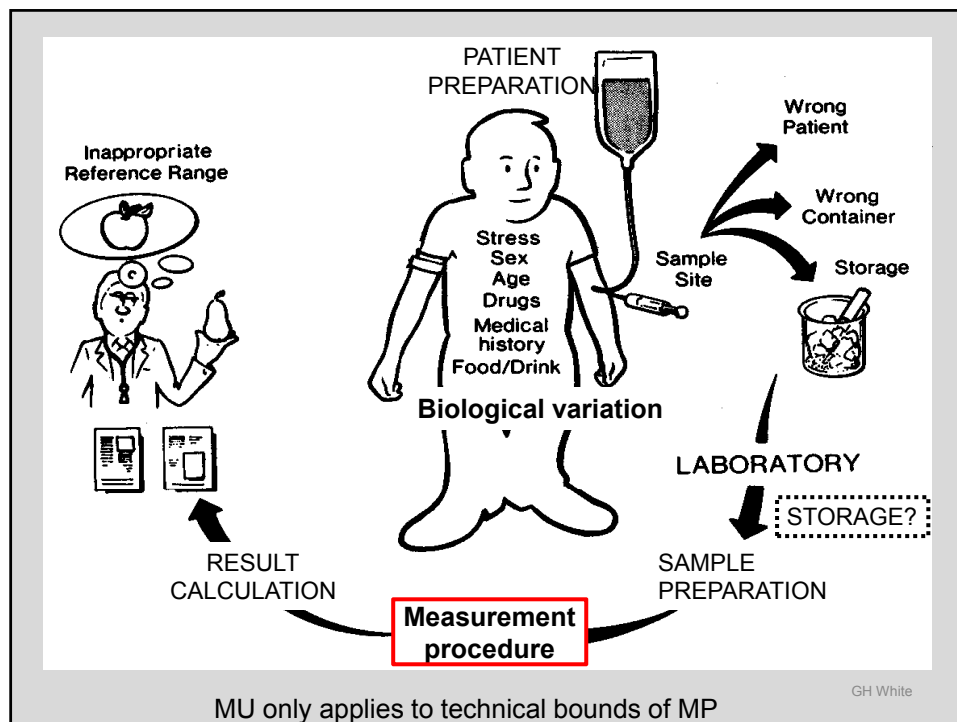 PATIENT
PREPARATION
Wrong
Patient
Inappropriate
Reference Range
Wrong
Container
Stress
Sex
Age
Drugs
Medical
history
Food/Drink
Sample
Site
Storage
Biological variation
LABORATORY
STORAGE?
RESULT
CALCULATION
SAMPLE
PREPARATION
Measurement
procedure
GH White
MU only applies to technical bounds of MP